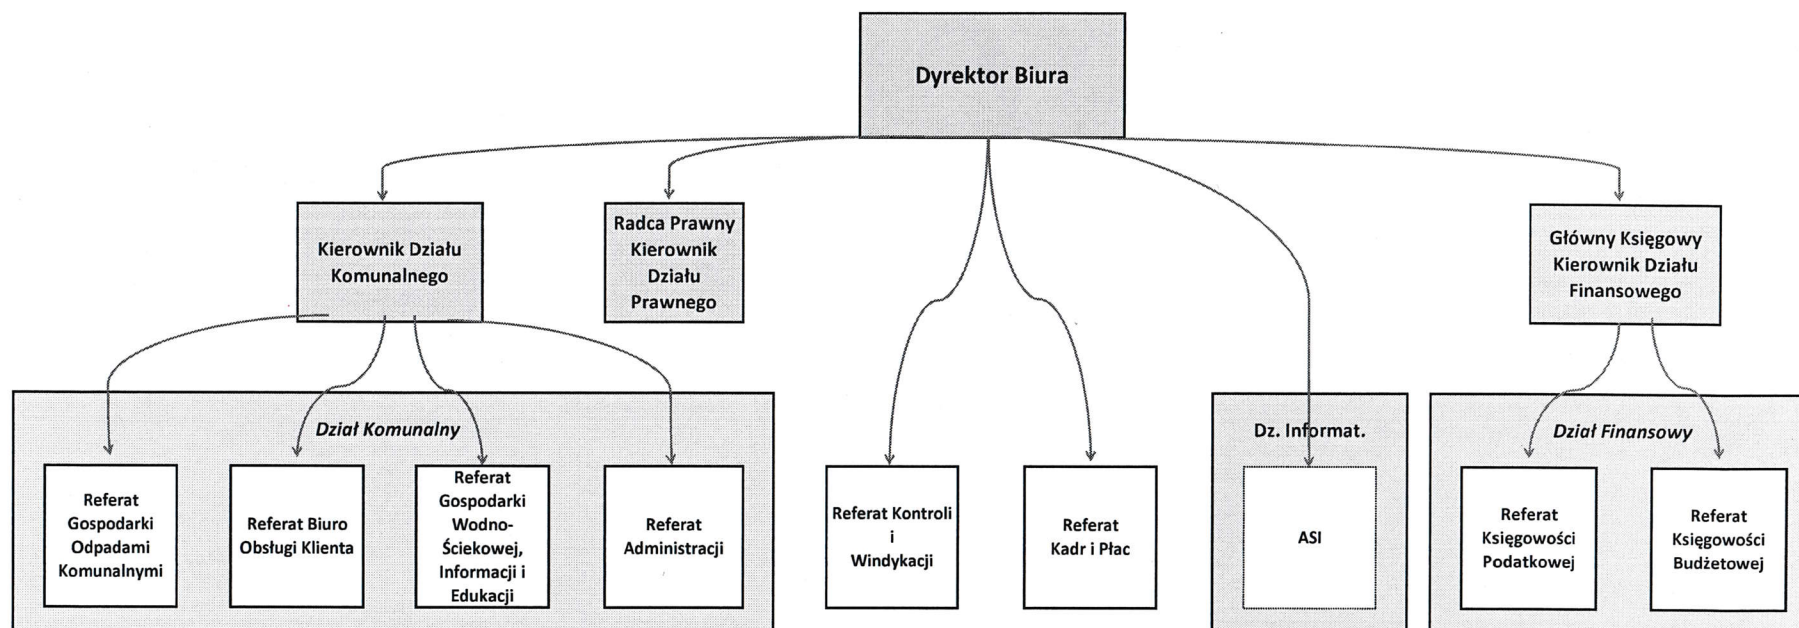 Dyrektor Biura
Kierownik Działu
Komunalnego
Radca Prawny
Kierownik
Działu
Prawnego
Główny Księgowy
Kierownik Działu
Finansowego
Dział Komunalny
Referat
Gospodarki
Odpadami
Komunalnymi
Referat Biuro
Obsługi Klienta
Referat
Gospodarki
Wodno-
Ściekowej,
Informacji i
Edukacji
Referat
Administracji
Referat Kontroli
i
Windykacji
Referat
Kadr i Płac
Dz. Informat.
ASI
Dział Finansowy
Referat
Księgowości
Podatkowej
Referat
Księgowości
Budżetowej